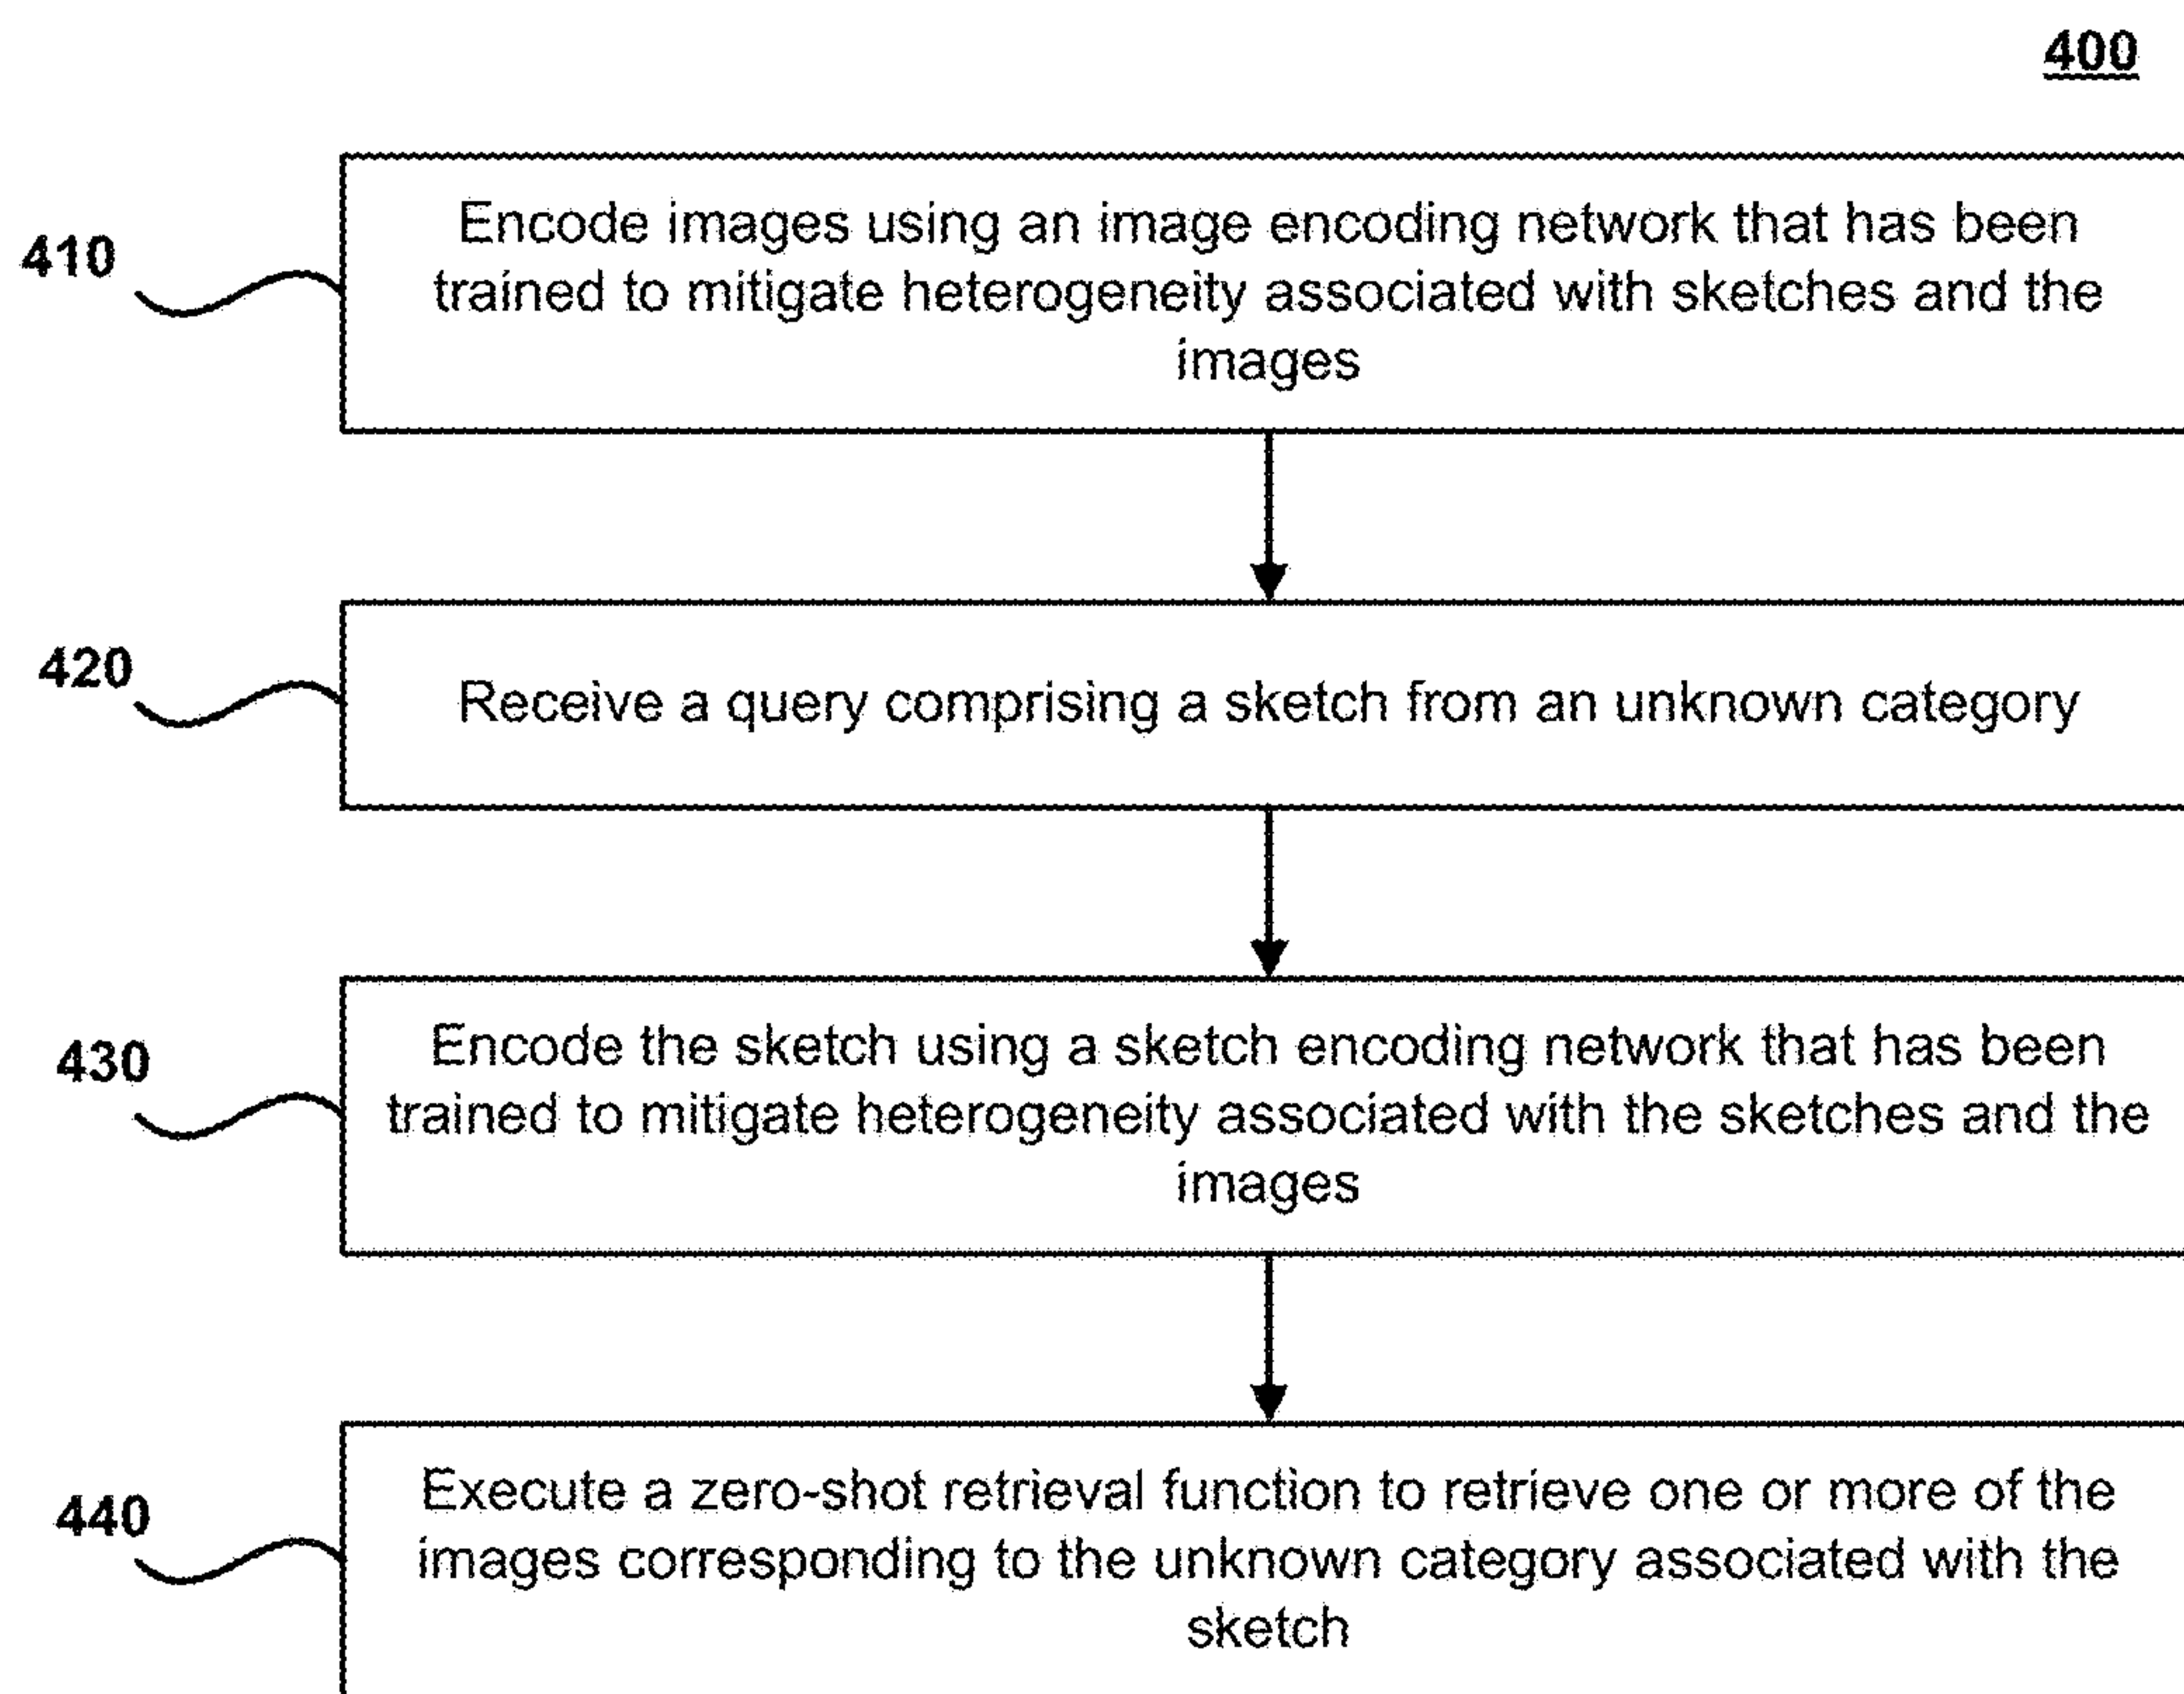 400
410
Encode images using an image encoding network that has been
trained to mitigate heterogeneity associated with sketches and the
images
420
Receive a query comprising a sketch from an unknown category
430
Encode the sketch using a sketch encoding network that has been
trained to mitigate heterogeneity associated with the sketches and the
images
440
Execute a zero-shot retrieval function to retrieve one or more of the
images corresponding to the unknown category associated with the
sketch